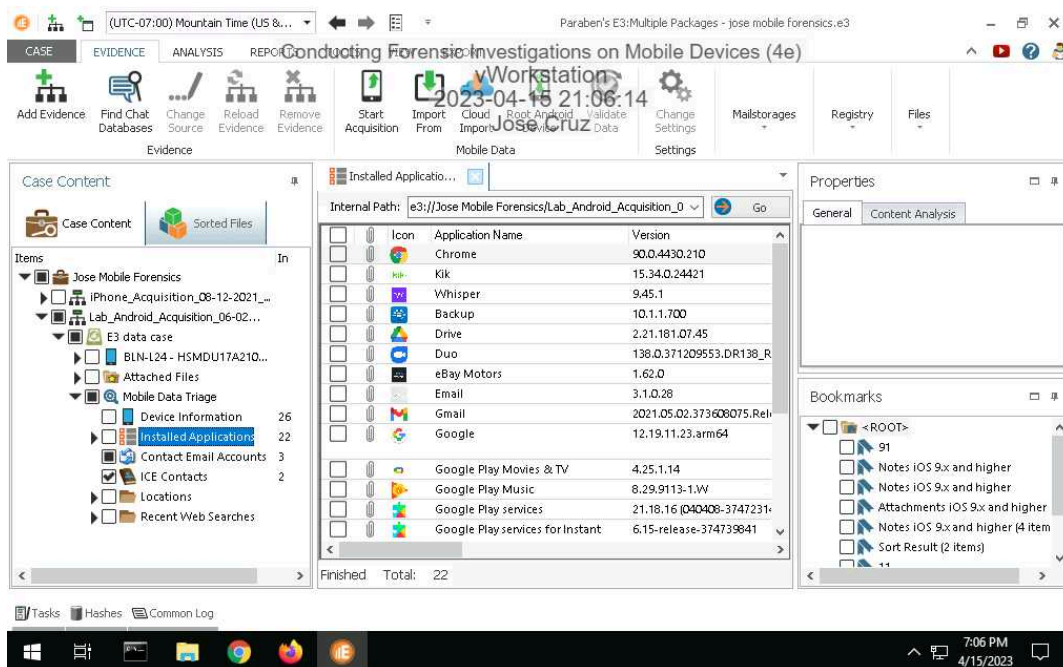 (UTC-07:00) Mountain Time (US &...
Paraben's E3:Multiple Packages - jose mobile forensics.e3
CASE EVIDENCE ANALYSIS
Conducting Forensic Investigations on Mobile Devices (4e)
vWorkstation
2023-04-15 21:06:14
Jose Cruz
Add Evidence
Find Chat Databases
Change Source
Reload Evidence
Remove Evidence
Start Acquisition
Import From
Cloud Import
Root Android Device
Validate Data
Change Settings
Mailstorages
Registry
Files
Evidence
Mobile Data
Settings
Case Content
Case Content
Sorted Files
Items In
Jose Mobile Forensics
iPhone_Acquisition_08-12-2021_...
Lab_Android_Acquisition_06-02...
E3 data case
BLN-L24 - HSMDU17A210...
Attached Files
Mobile Data Triage
Device Information 26
Installed Applications 22
Contact Email Accounts 3
ICE Contacts 2
Locations
Recent Web Searches
Installed Applicatio...
Internal Path: e3://Jose Mobile Forensics/Lab_Android_Acquisition_0 Go
Icon Application Name Version
Chrome 90.0.4430.210
Kik 15.34.0.24421
Whisper 9.45.1
Backup 10.1.1.700
Drive 2.21.181.07.45
Duo 138.0.371209553.DR138_R
eBay Motors 1.62.0
Email 3.1.0.28
Gmail 2021.05.02.373608075.Rel
Google 12.19.11.23.arm64
Google Play Movies & TV 4.25.1.14
Google Play Music 8.29.9113-1.W
Google Play services 21.18.16 (040408-3747231
Google Play services for Instant 6.15-release-374739841
Finished Total: 22
Properties
General Content Analysis
Bookmarks
<ROOT>
91
Notes iOS 9.x and higher
Notes iOS 9.x and higher
Attachments iOS 9.x and higher
Notes iOS 9.x and higher (4 item
Sort Result (2 items)
11
Tasks Hashes Common Log
7:06 PM
4/15/2023